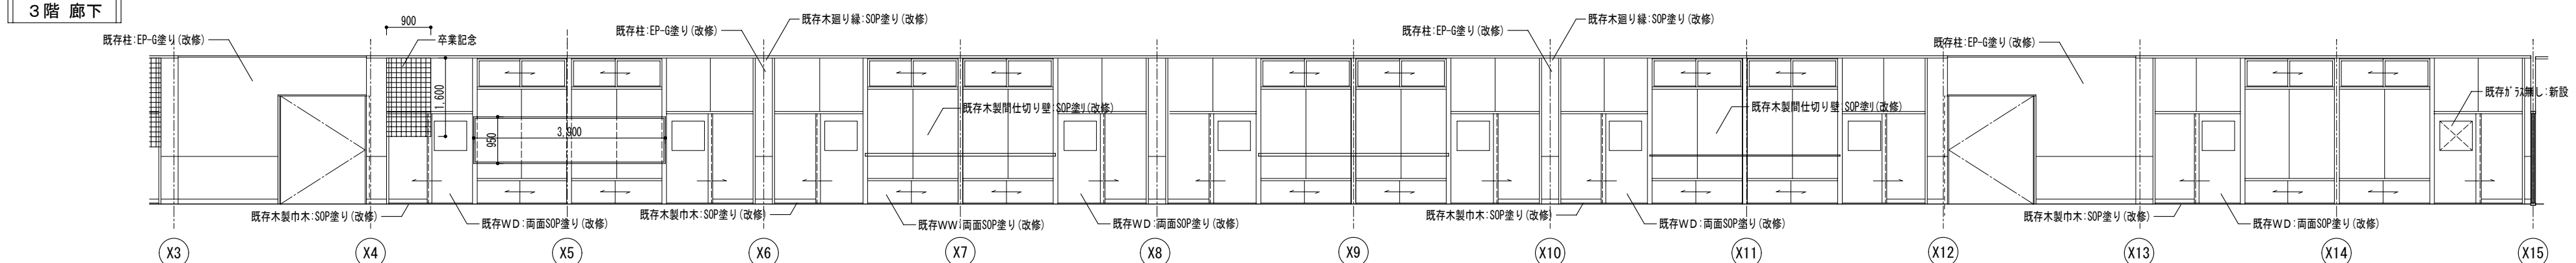 3階 廊下
900
既存木廻り縁:SOP塗り(改修)
既存木廻り縁:SOP塗り(改修)
既存柱:EP-G塗り(改修)
既存柱:EP-G塗り(改修)
既存柱:EP-G塗り(改修)
卒業記念
既存柱:EP-G塗り(改修)
1,600
既存ガラス無し:新設
既存木製間仕切り壁:SOP塗り(改修)
既存木製間仕切り壁:SOP塗り(改修)
950
3,900
既存木製巾木:SOP塗り(改修)
既存木製巾木:SOP塗り(改修)
既存木製巾木:SOP塗り(改修)
既存木製巾木:SOP塗り(改修)
既存WD:両面SOP塗り(改修)
既存WW:両面SOP塗り(改修)
既存WD:両面SOP塗り(改修)
既存WD:両面SOP塗り(改修)
既存WD:両面SOP塗り(改修)
X3
X4
X5
X6
X7
X8
X9
X10
X11
X12
X13
X14
X15